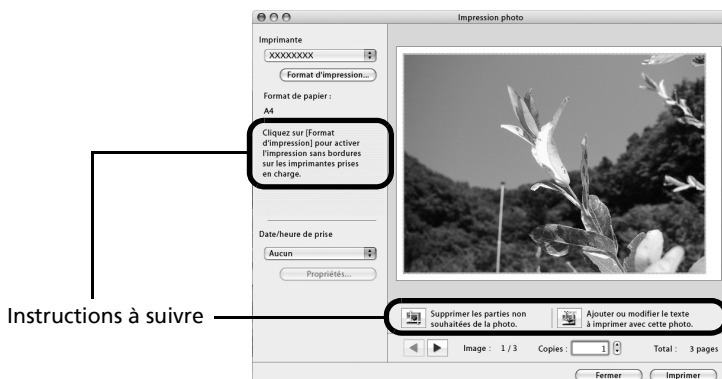 Impression photo
Imprimante
XXXXXXXX
Format d'impression...
Format de papier :
A4
Cliquez sur [Format
d'impression] pour activer
l'impression sans bordures
sur les imprimantes prises
en charge.
Date/heure de prise
Aucun
Propriétés...
Instructions à suivre
Supprimer les parties non
souhaitées de la photo.
Ajouter ou modifier le texte
à imprimer avec cette photo.
Image : 1 / 3 Copies : 1 Total : 3 pages
Fermer Imprimer